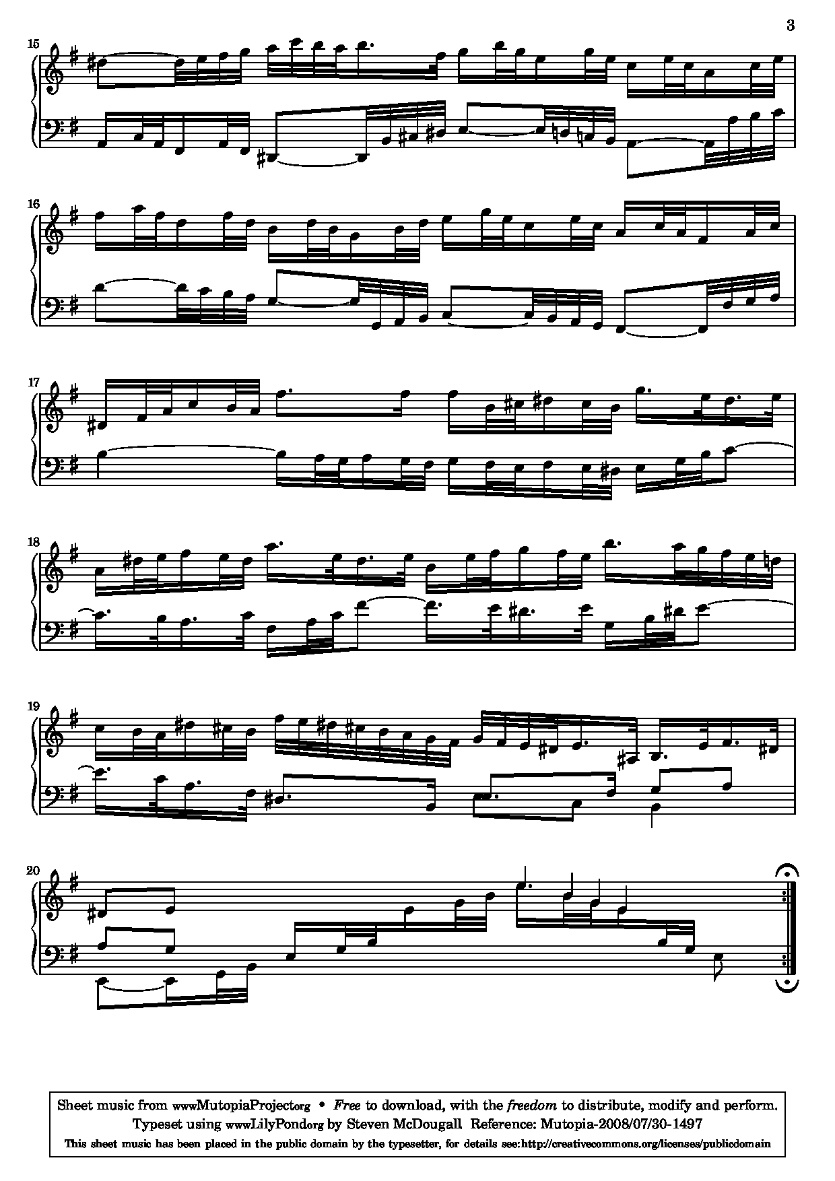 3
15
16
17
18
19
20
Sheet music from www.MutopiaProject.org • Free to download, with the freedom to distribute, modify and perform.
Typeset using www.LilyPond.org by Steven McDougall Reference: Mutopia-2008/07/30-1497
This sheet music has been placed in the public domain by the typesetter, for details see: http://creativecommons.org/licenses/publicdomain